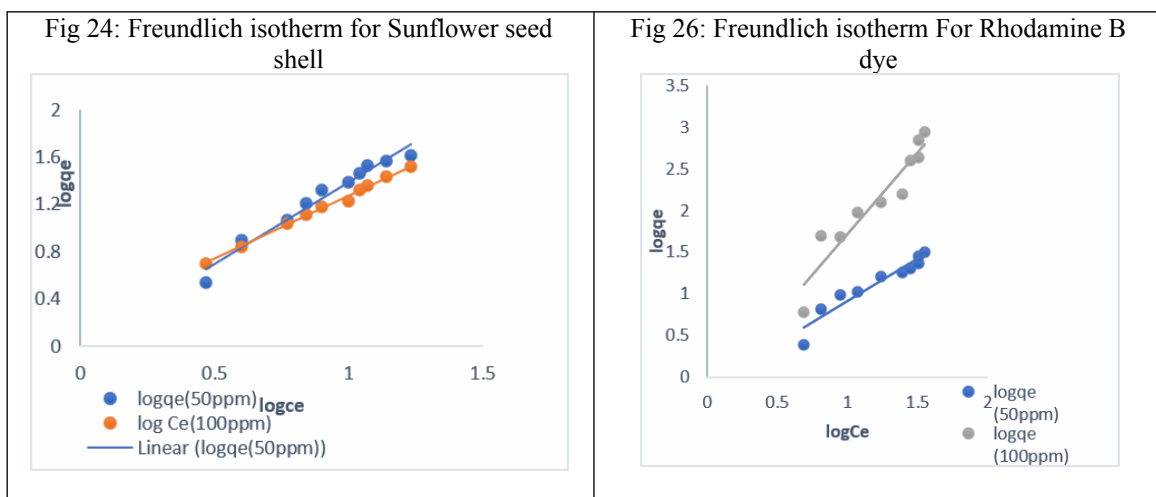 Fig 24: Freundlich isotherm for Sunflower seed
shell
2
1.6
1.2
0.8
0.4
0
0
0.5
1
1.5
logqe
logce
logqe(50ppm)
log Ce(100ppm)
Linear (logqe(50ppm))
Fig 26: Freundlich isotherm For Rhodamine B
dye
3.5
3
2.5
2
1.5
1
0.5
0
0
0.5
1
1.5
2
logqe
logCe
logqe
(50ppm)
logqe
(100ppm)